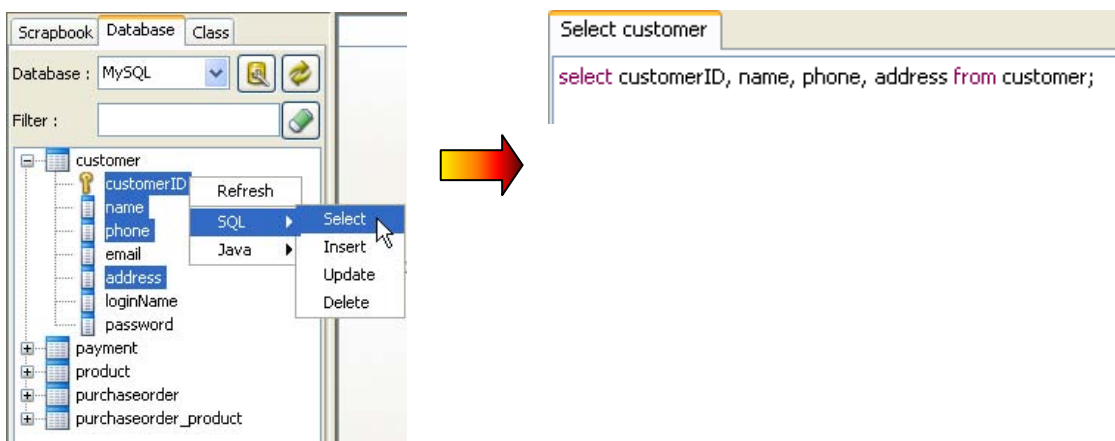 Scrapbook Database Class
Database : MySQL
Filter :
customer
customerID
name
phone
email
address
loginName
password
payment
product
purchaseorder
purchaseorder_product
Refresh
SQL
Java
Select
Insert
Update
Delete
Select customer
select customerID, name, phone, address from customer;